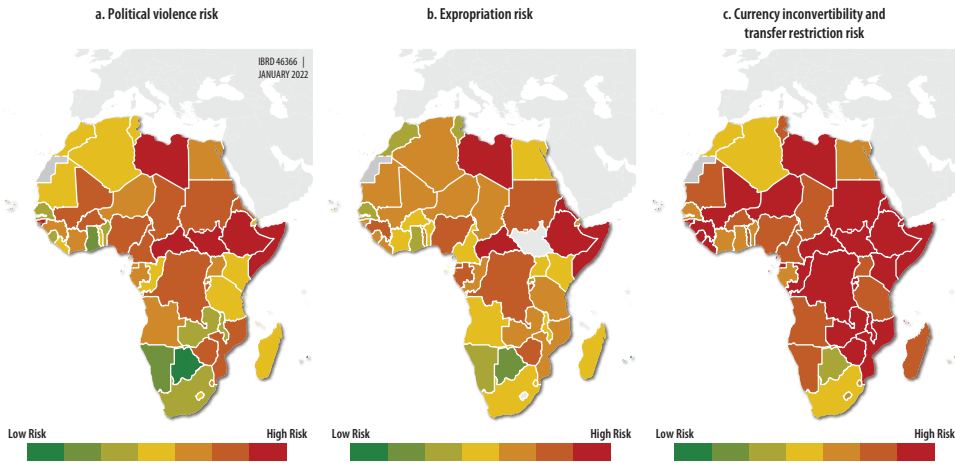 a. Political violence risk
b. Expropriation risk
c. Currency inconvertibility and
transfer restriction risk
IBRD 46366 |
JANUARY 2022
Low Risk High Risk
Low Risk High Risk
Low Risk High Risk